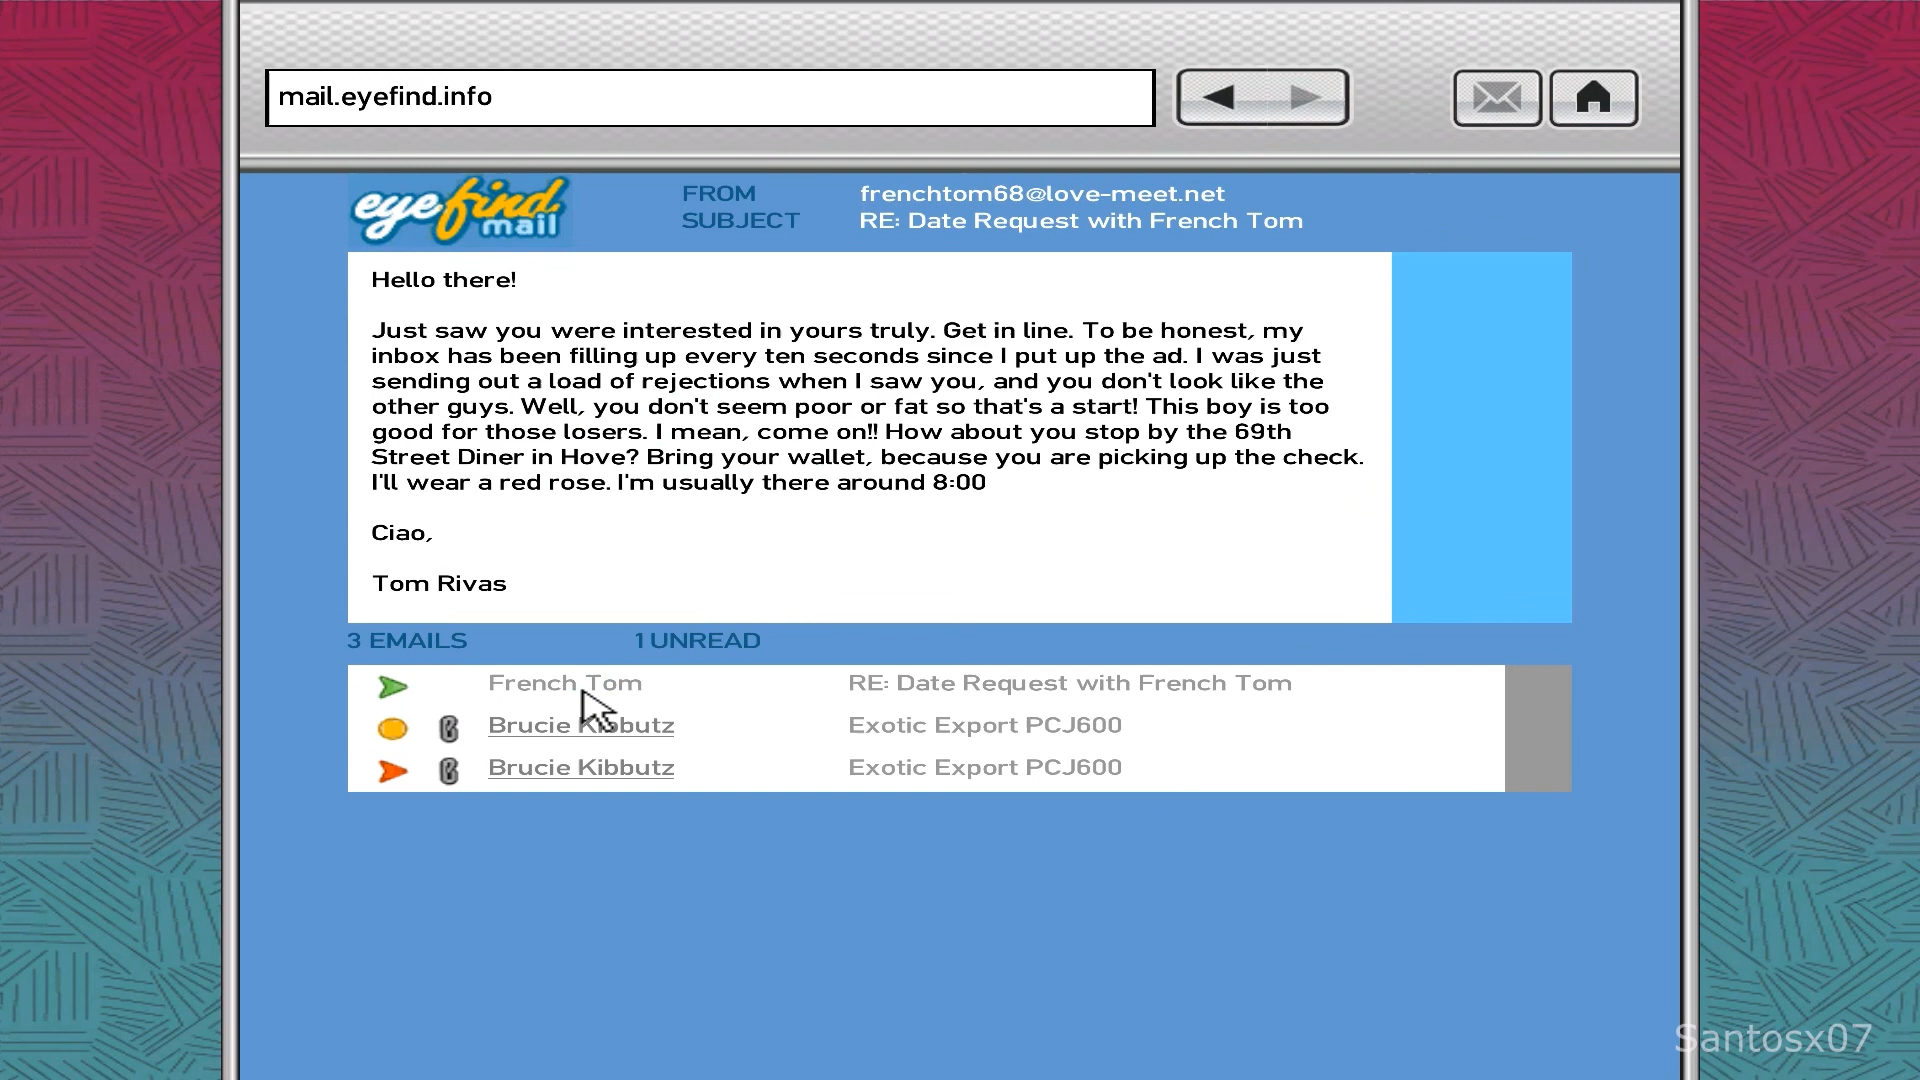 mail.eyefind.info
eyefind
mail
FROM frenchtom68@love-meet.net
SUBJECT RE: Date Request with French Tom
Hello there!
Just saw you were interested in yours truly. Get in line. To be honest, my
inbox has been filling up every ten seconds since I put up the ad. I was just
sending out a load of rejections when I saw you, and you don't look like the
other guys. Well, you don't seem poor or fat so that's a start! This boy is too
good for those losers. I mean, come on!! How about you stop by the 69th
Street Diner in Hove? Bring your wallet, because you are picking up the check.
I'll wear a red rose. I'm usually there around 8:00
Ciao,
Tom Rivas
3 EMAILS 1 UNREAD
French Tom RE: Date Request with French Tom
Brucie Kibbutz Exotic Export PCJ600
Brucie Kibbutz Exotic Export PCJ600
Santosx07